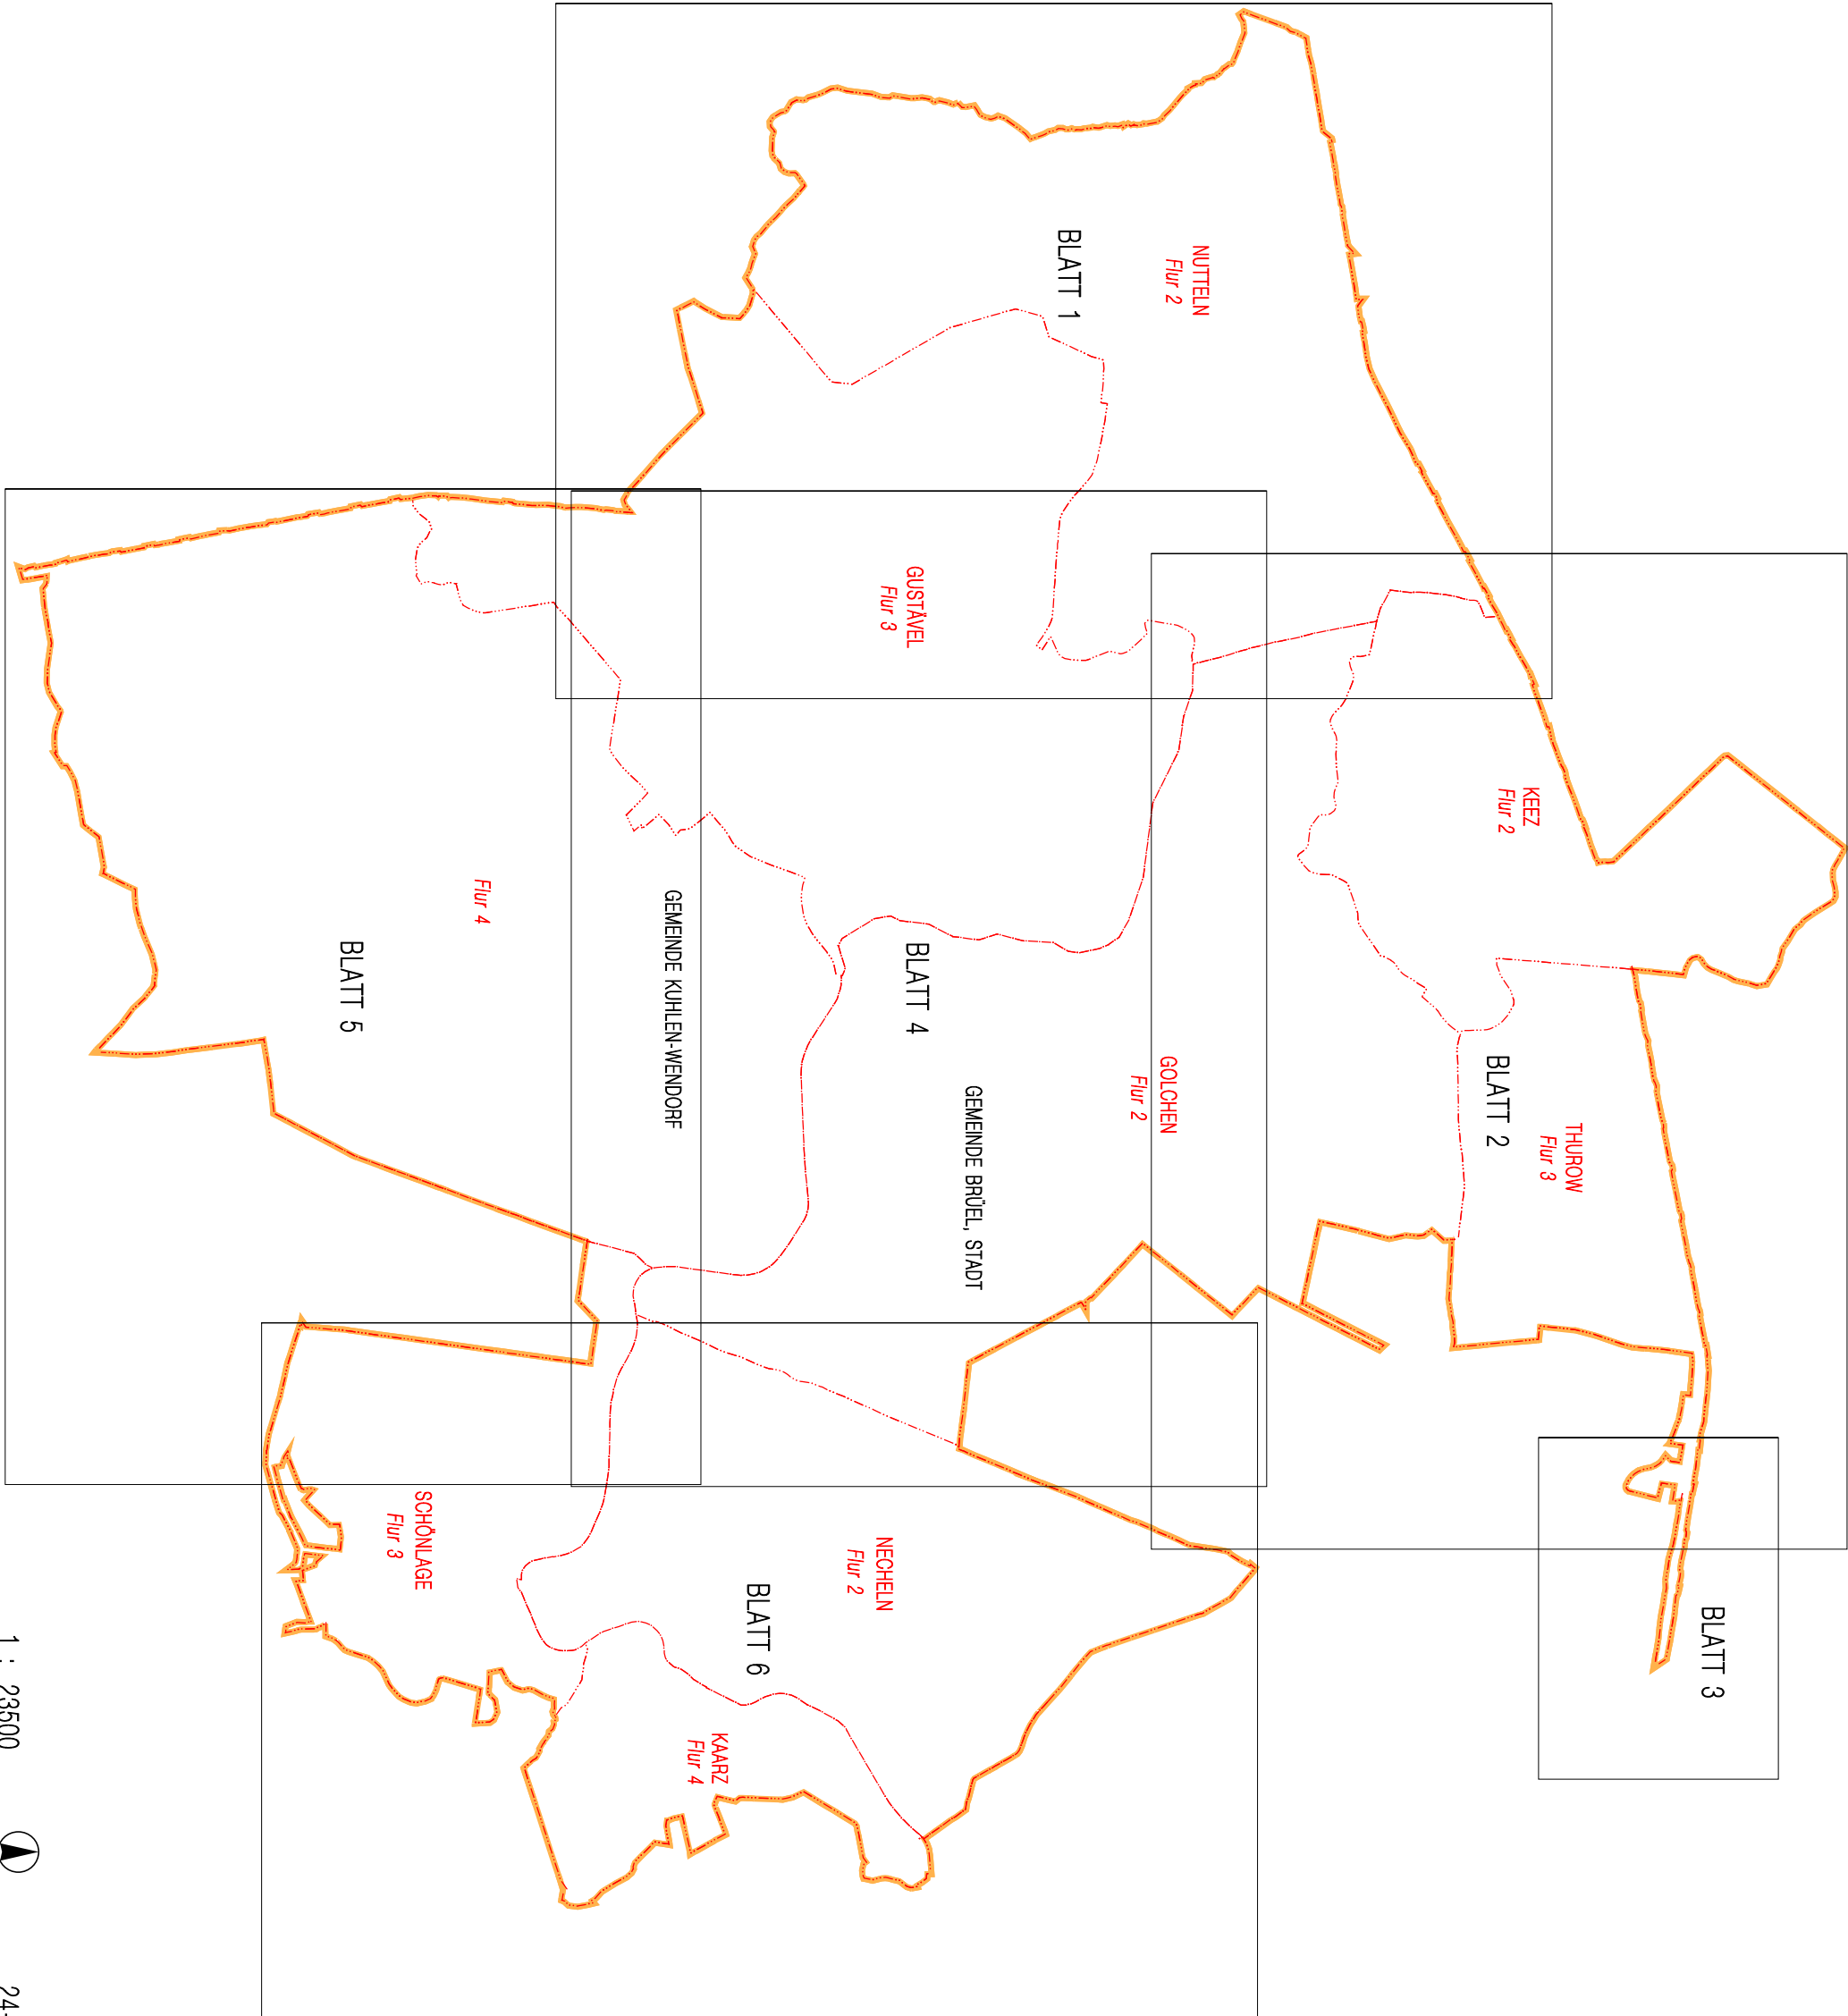 BLATT 3
BLATT 2
KEEZ
Flur 2
THUROW
Flur 3
NUTTELN
Flur 2
BLATT 1
GOLCHEN
Flur 2
GEMEINDE BRÜEL, STADT
GUSTÄVEL
Flur 3
BLATT 4
NECHELN
Flur 2
BLATT 6
KAARZ
Flur 4
GEMEINDE KUHLEN-WENDORF
Flur 4
SCHÖNLAGE
Flur 3
BLATT 5
1 : 23500